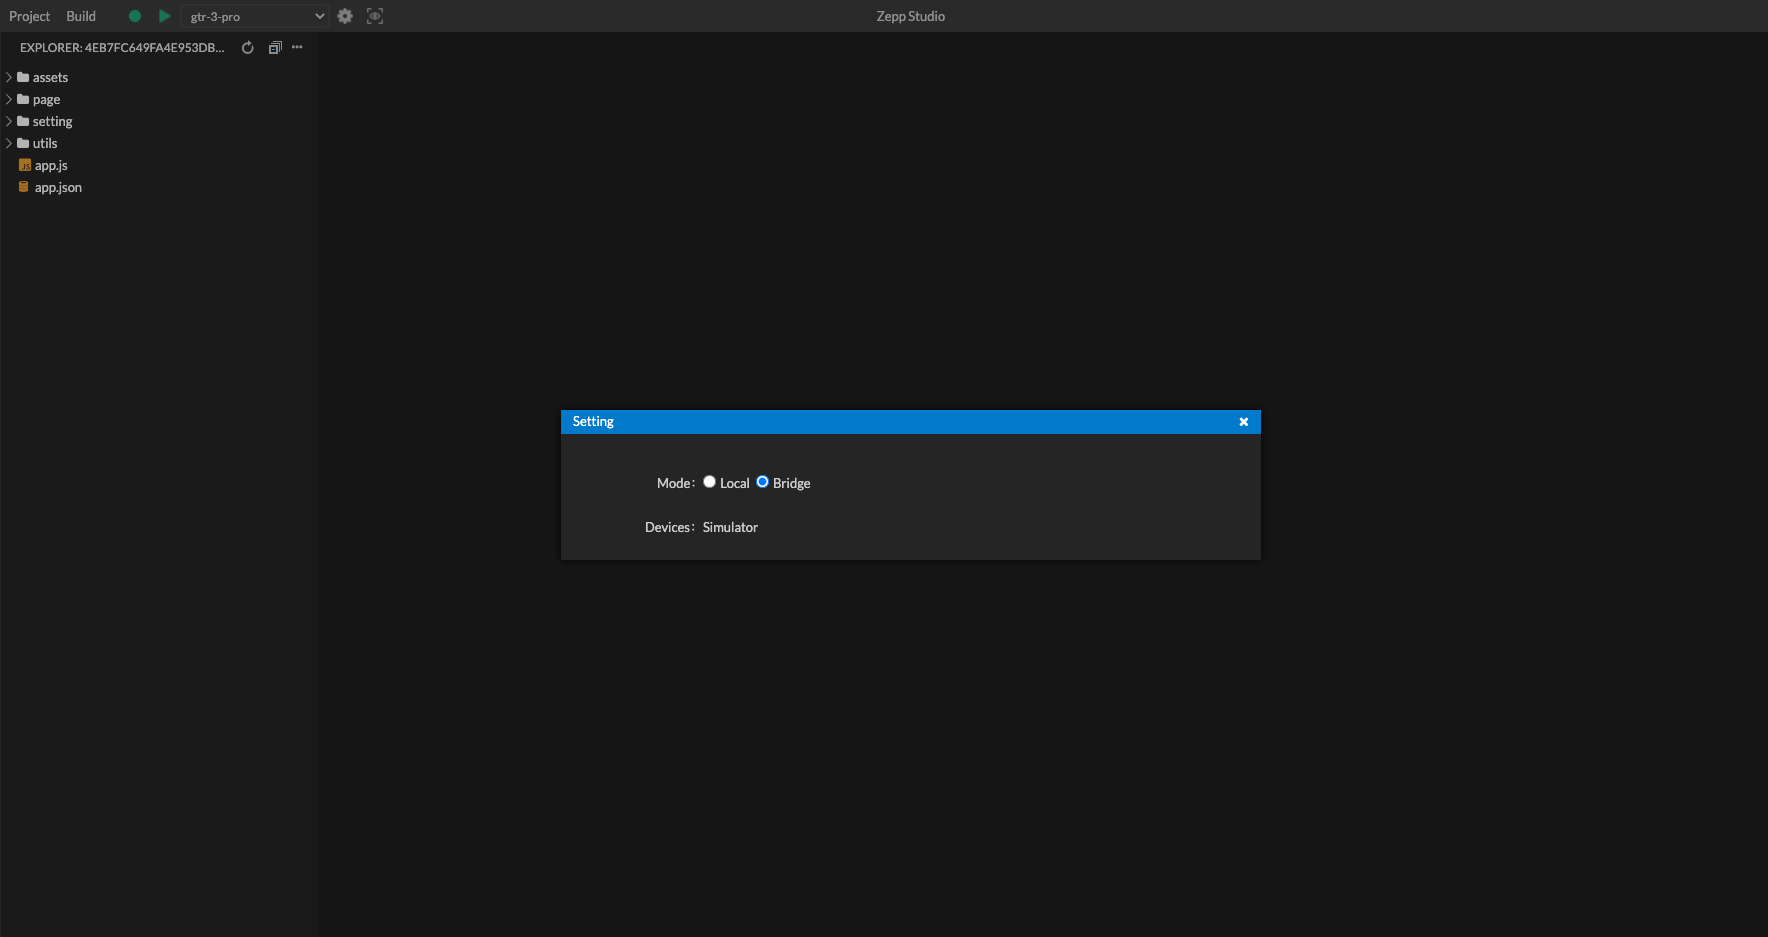 Project Build gtr-3-pro Zepp Studio
EXPLORER: 4EB7FC649FA4E953DB...
assets
page
setting
utils
JS app.js
app.json
Setting
Mode: Local Bridge
Devices: Simulator